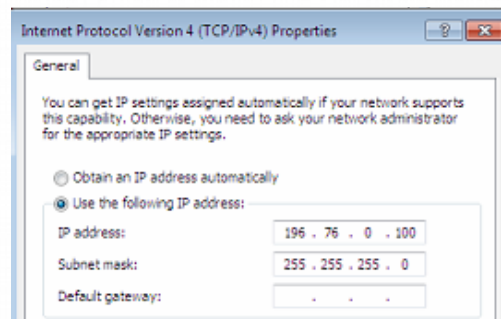 Internet Protocol Version 4 (TCP/IPv4) Properties
General
You can get IP settings assigned automatically if your network supports
this capability. Otherwise, you need to ask your network administrator
for the appropriate IP settings.
Obtain an IP address automatically
Use the following IP address:
IP address: 196 . 76 . 0 . 100
Subnet mask: 255 . 255 . 255 . 0
Default gateway: . . .